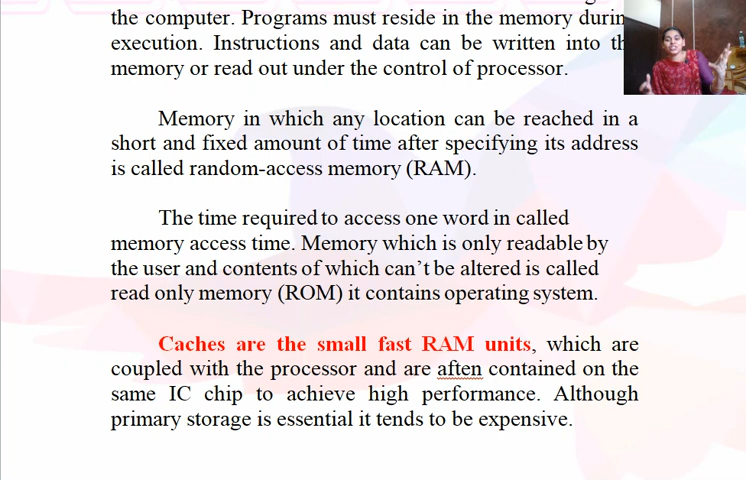 the computer. Programs must reside in the memory durin
execution. Instructions and data can be written into th
memory or read out under the control of processor.
Memory in which any location can be reached in a
short and fixed amount of time after specifying its address
is called random-access memory (RAM).
The time required to access one word in called
memory access time. Memory which is only readable by
the user and contents of which can’t be altered is called
read only memory (ROM) it contains operating system.
Caches are the small fast RAM units, which are
coupled with the processor and are aften contained on the
same IC chip to achieve high performance. Although
primary storage is essential it tends to be expensive.